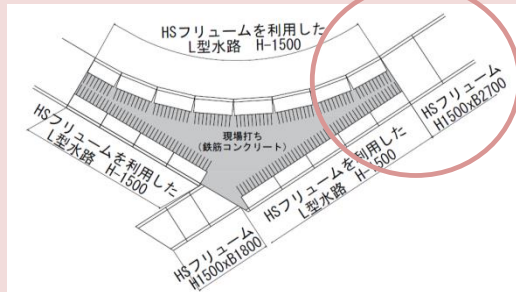 HSフリュームを利用した
L型水路 H-1500
現場打ち
(鉄筋コンクリート)
HSフリュームを利用した
L型水路 H-1500
HSフリュームを利用した
L型水路 H-1500
HSフリューム
H1500xB2700
HSフリューム
H1500xB1800